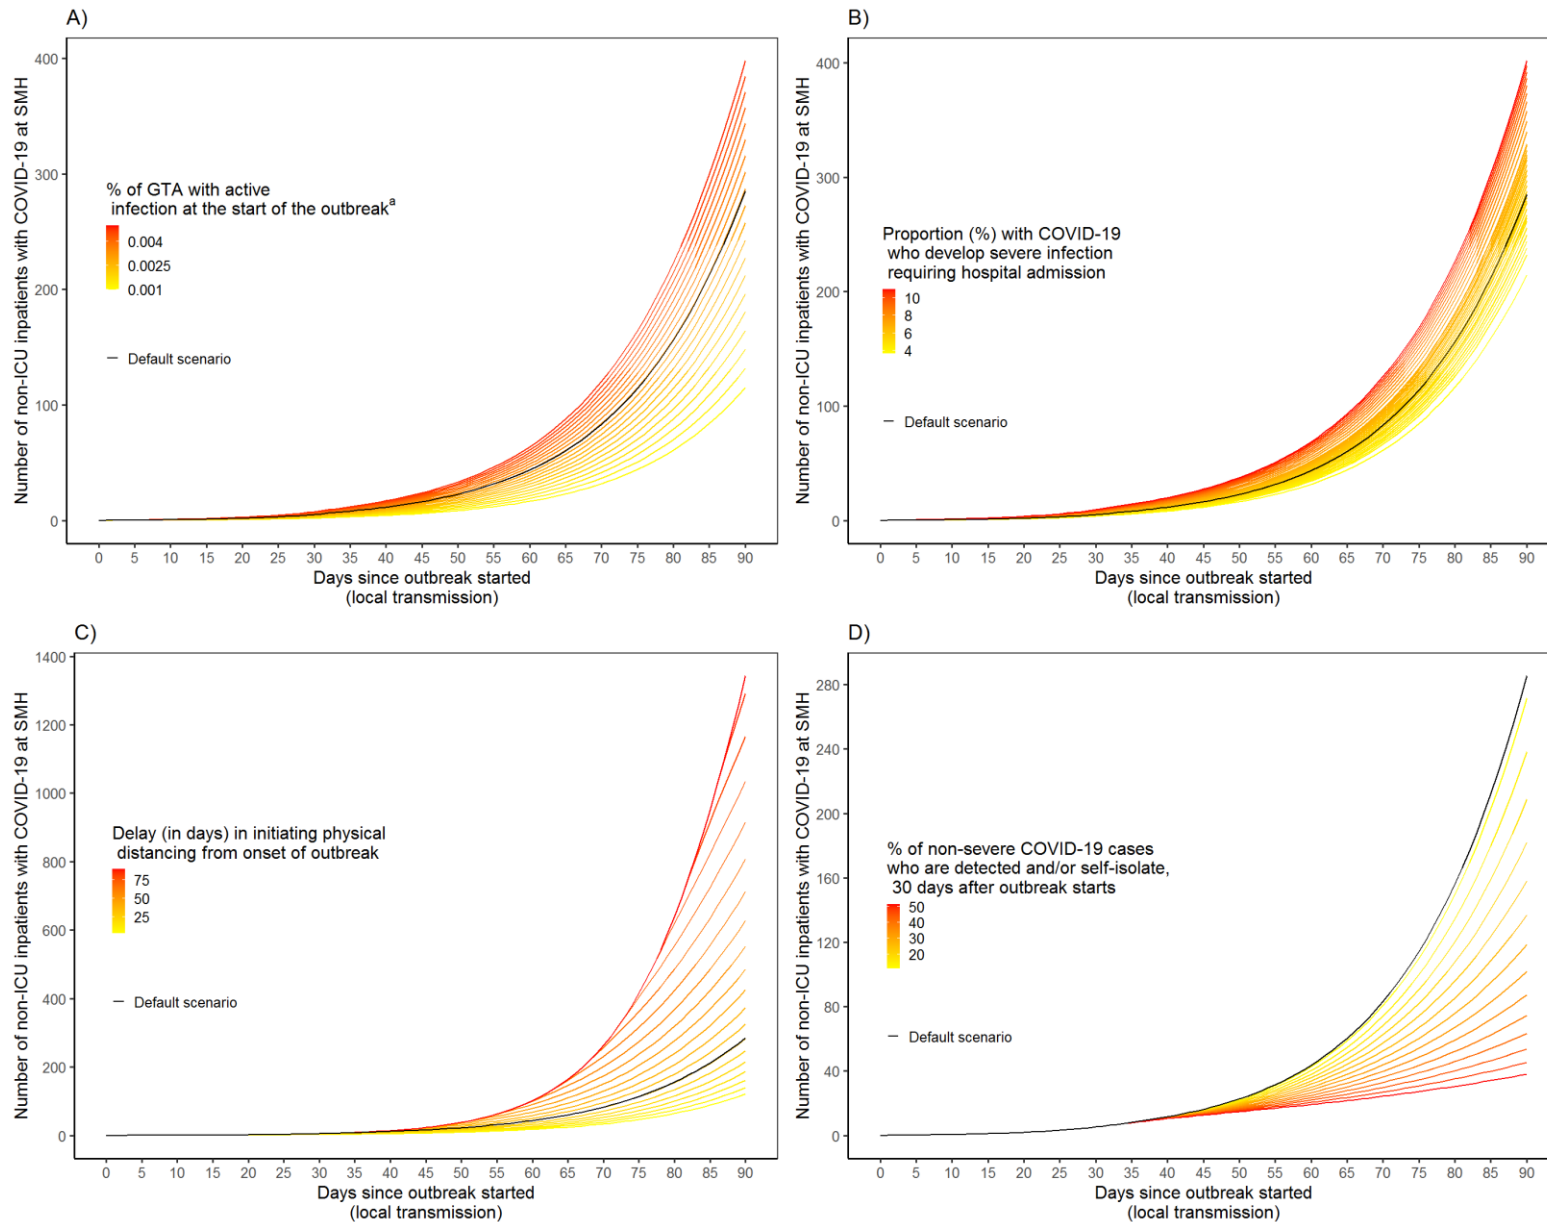 A)
Number of non-ICU inpatients with COVID-19 at SMH
400
300
200
100
0
% of GTA with active
infection at the start of the outbreakᵃ
0.004
0.0025
0.001
Default scenario
0 5 10 15 20 25 30 35 40 45 50 55 60 65 70 75 80 85 90
Days since outbreak started
(local transmission)
B)
Number of non-ICU inpatients with COVID-19 at SMH
400
300
200
100
0
Proportion (%) with COVID-19
who develop severe infection
requiring hospital admission
10
8
6
4
Default scenario
0 5 10 15 20 25 30 35 40 45 50 55 60 65 70 75 80 85 90
Days since outbreak started
(local transmission)
C)
Number of non-ICU inpatients with COVID-19 at SMH
1400
1200
1000
800
600
400
200
0
Delay (in days) in initiating physical
distancing from onset of outbreak
75
50
25
Default scenario
0 5 10 15 20 25 30 35 40 45 50 55 60 65 70 75 80 85 90
Days since outbreak started
(local transmission)
D)
Number of non-ICU inpatients with COVID-19 at SMH
280
240
200
160
120
80
40
0
% of non-severe COVID-19 cases
who are detected and/or self-isolate,
30 days after outbreak starts
50
40
30
20
Default scenario
0 5 10 15 20 25 30 35 40 45 50 55 60 65 70 75 80 85 90
Days since outbreak started
(local transmission)